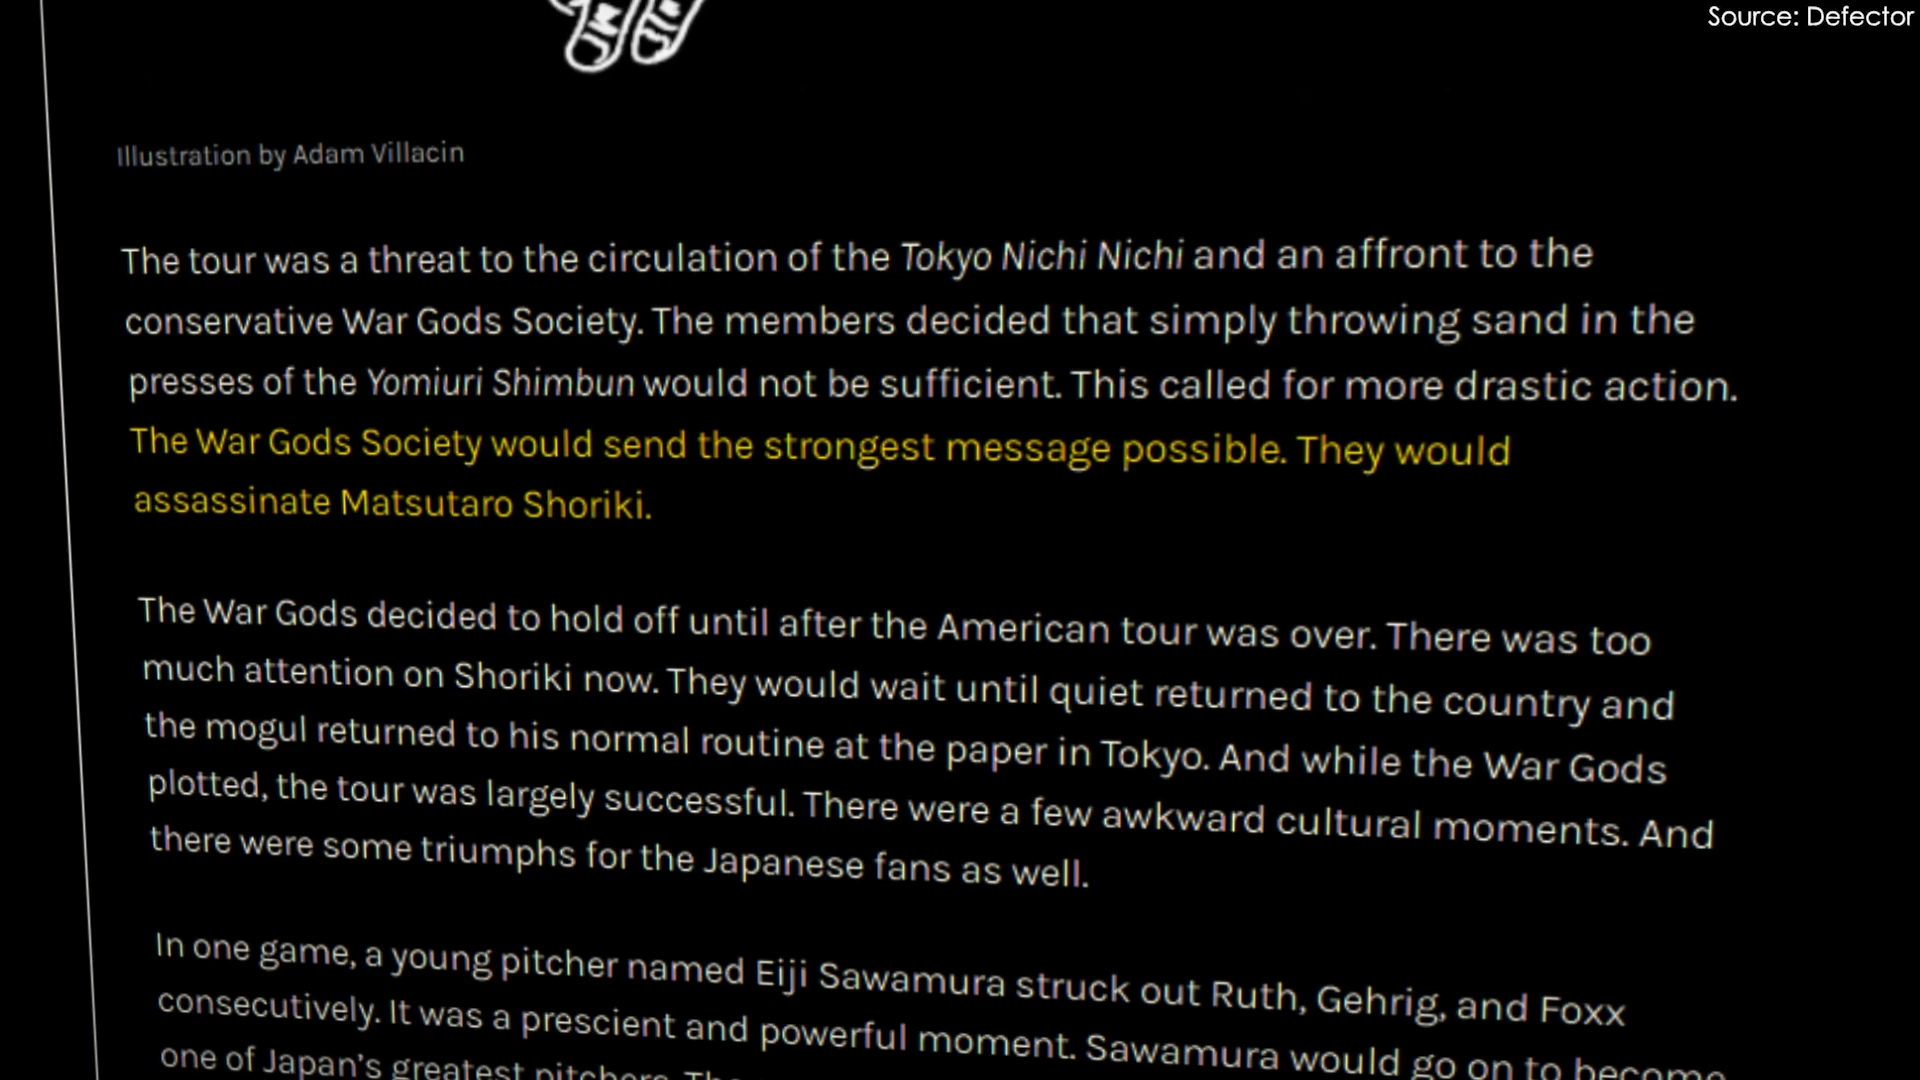 Source: Defector
Illustration by Adam Villacin
The tour was a threat to the circulation of the Tokyo Nichi Nichi and an affront to the
conservative War Gods Society. The members decided that simply throwing sand in the
presses of the Yomiuri Shimbun would not be sufficient. This called for more drastic action.
The War Gods Society would send the strongest message possible. They would
assassinate Matsutaro Shoriki.
The War Gods decided to hold off until after the American tour was over. There was too
much attention on Shoriki now. They would wait until quiet returned to the country and
the mogul returned to his normal routine at the paper in Tokyo. And while the War Gods
plotted, the tour was largely successful. There were a few awkward cultural moments. And
there were some triumphs for the Japanese fans as well.
In one game, a young pitcher named Eiji Sawamura struck out Ruth, Gehrig, and Foxx
consecutively. It was a prescient and powerful moment. Sawamura would go on to become
one of Japan's greatest pitchers.